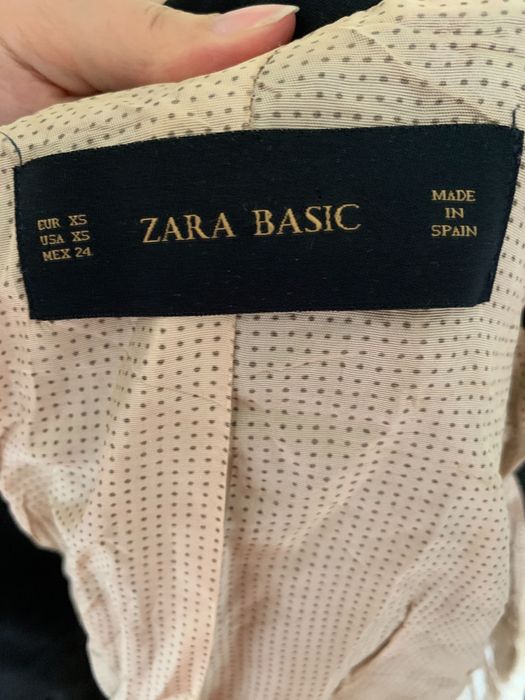 EUR XS
USA XS
MEX 24
ZARA BASIC
MADE
IN
SPAIN